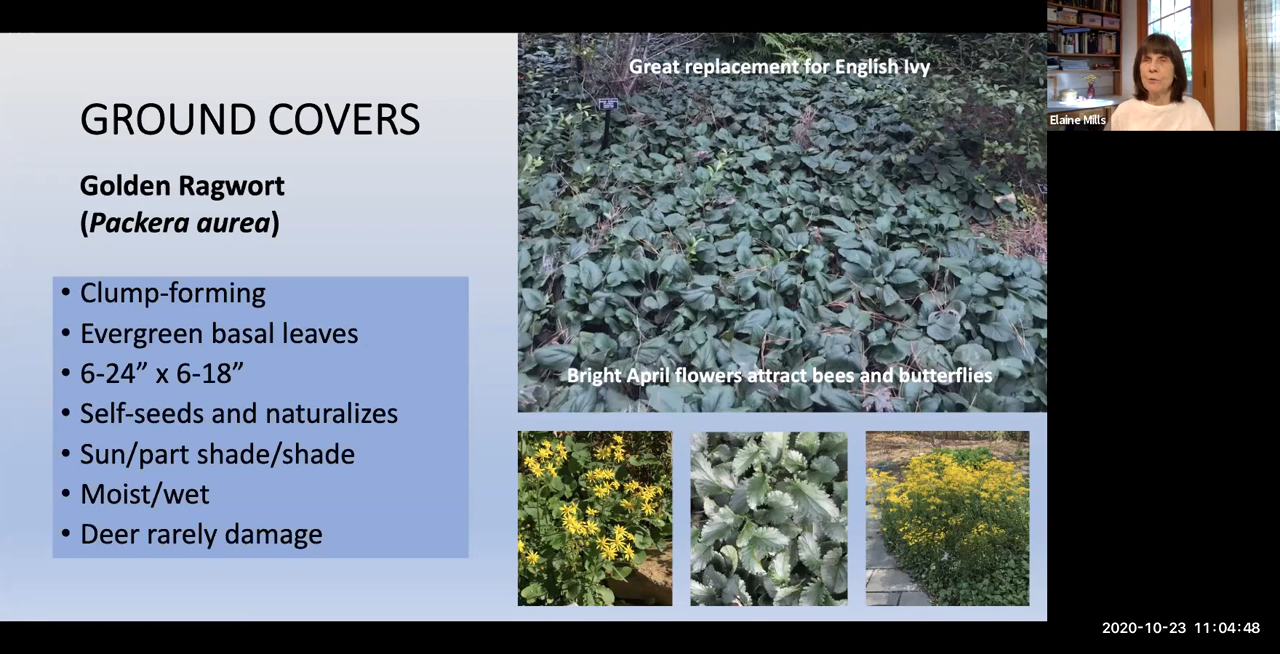 GROUND COVERS
Golden Ragwort
(Packera aurea)
• Clump-forming
• Evergreen basal leaves
• 6-24” x 6-18”
• Self-seeds and naturalizes
• Sun/part shade/shade
• Moist/wet
• Deer rarely damage
Great replacement for English Ivy
Bright April flowers attract bees and butterflies
Elaine Mills
2020-10-23 11:04:48